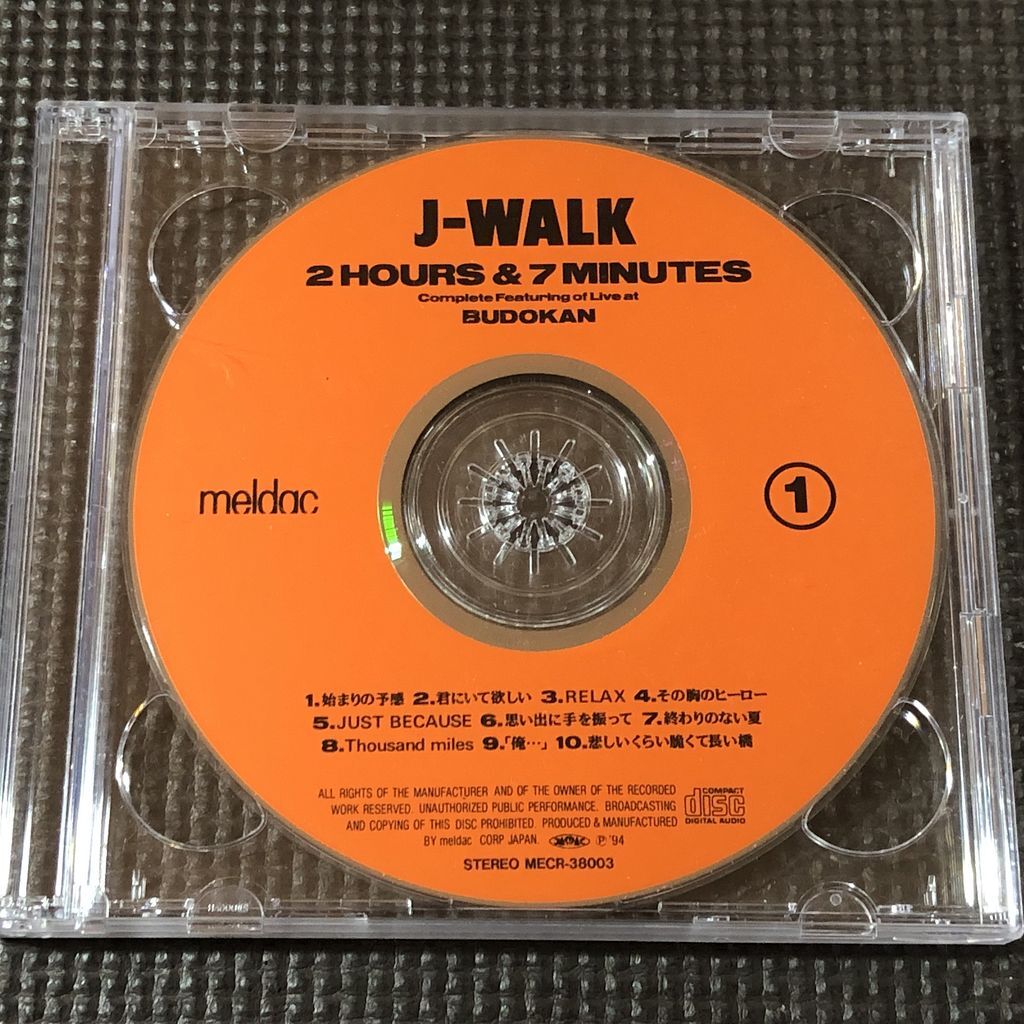 J-WALK
2 HOURS & 7 MINUTES
Complete Featuring of Live at
BUDOKAN
meldac
1
1.始まりの予感 2.君にいて欲しい 3.RELAX 4.その胸のヒーロー
5.JUST BECAUSE 6.思い出に手を振って 7.終わりのない夏
8.Thousand miles 9.「俺…」 10.悲しいくらい脆くて長い橋
ALL RIGHTS OF THE MANUFACTURER AND OF THE OWNER OF THE RECORDED
WORK RESERVED. UNAUTHORIZED PUBLIC PERFORMANCE. BROADCASTING
AND COPYING OF THIS DISC PROHIBITED. PRODUCED & MANUFACTURED
BY meldac CORP JAPAN. ℗ '94
COMPACT
disc
DIGITAL AUDIO
STEREO MECR-38003